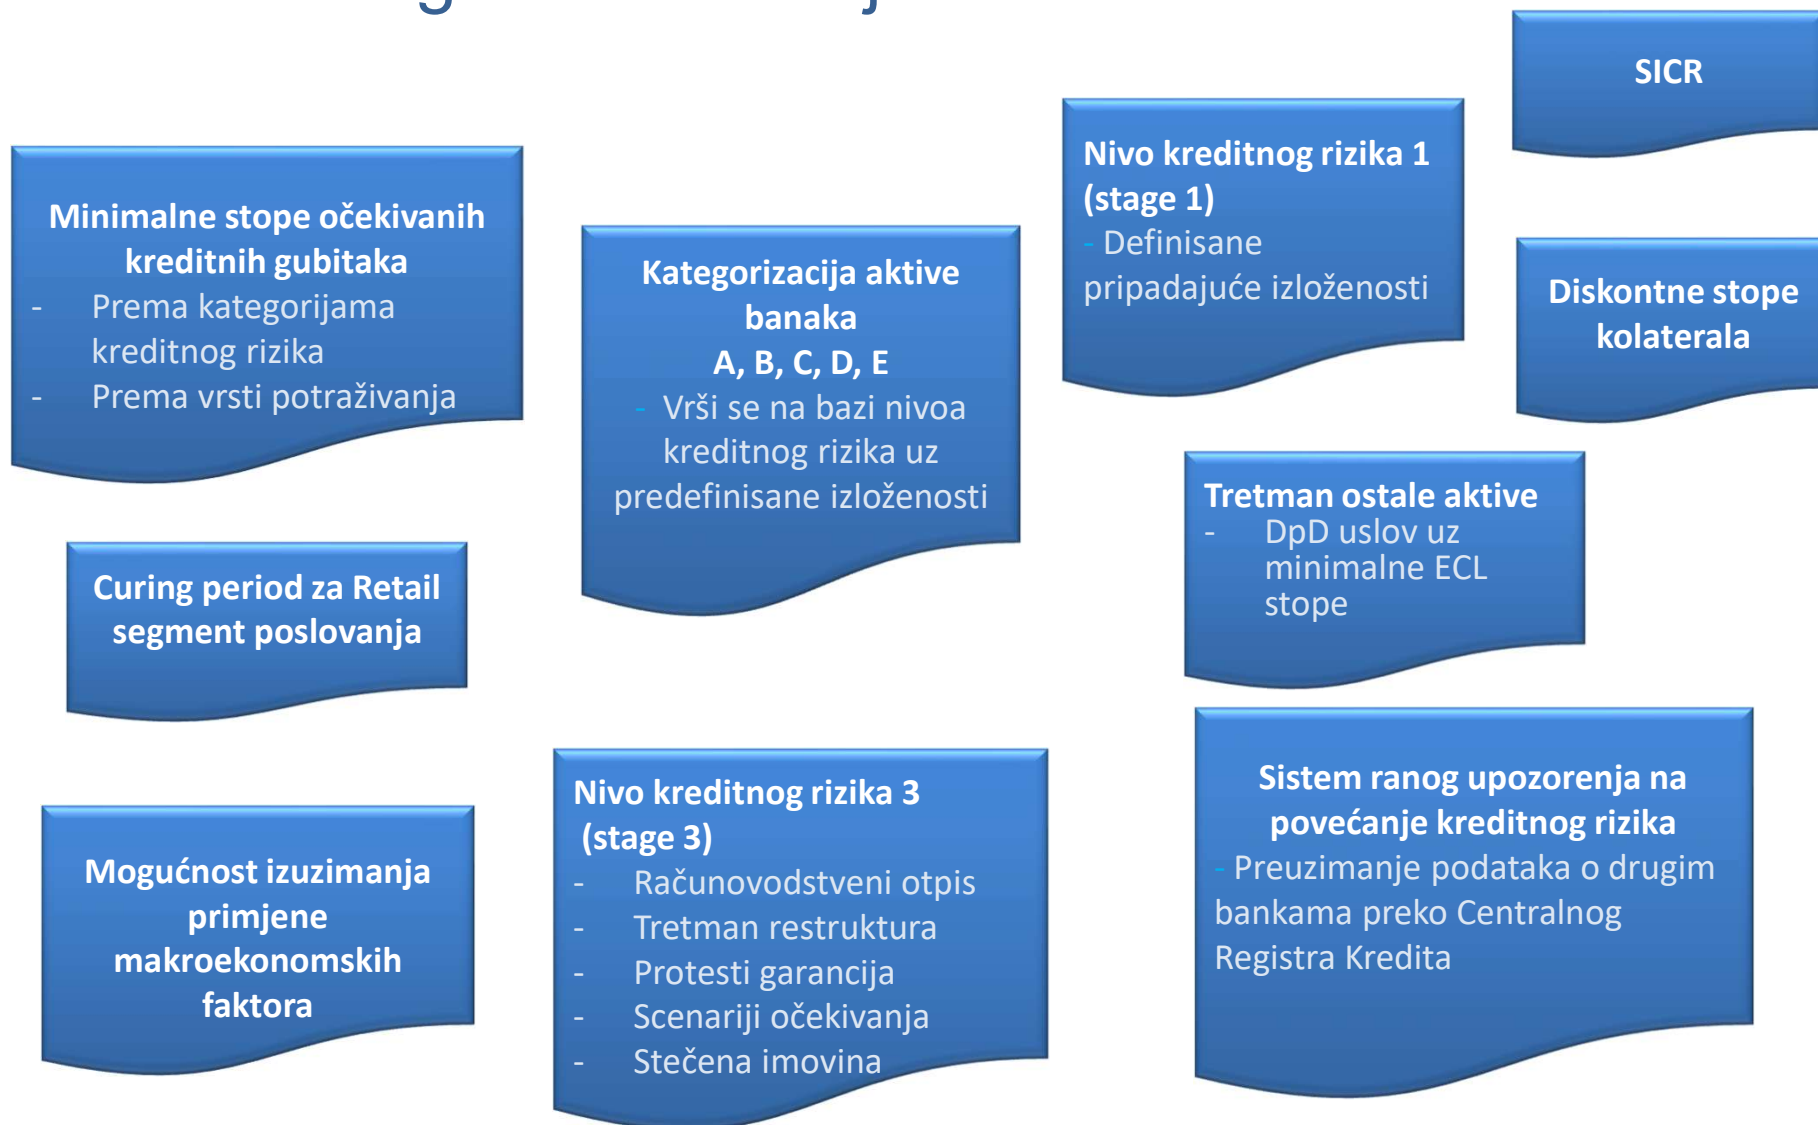 Minimalne stope očekivanih
kreditnih gubitaka
- Prema kategorijama
kreditnog rizika
- Prema vrsti potraživanja
Curing period za Retail
segment poslovanja
Mogućnost izuzimanja
primjene
makroekonomskih
faktora
Kategorizacija aktive
banaka
A, B, C, D, E
- Vrši se na bazi nivoa
kreditnog rizika uz
predefinisane izloženosti
Nivo kreditnog rizika 3
(stage 3)
- Računovodstveni otpis
- Tretman restruktura
- Protesti garancija
- Scenariji očekivanja
- Stečena imovina
Nivo kreditnog rizika 1
(stage 1)
- Definisane
pripadajuće izloženosti
SICR
Diskontne stope
kolaterala
Tretman ostale aktive
- DpD uslov uz
minimalne ECL
stope
Sistem ranog upozorenja na
povećanje kreditnog rizika
- Preuzimanje podataka o drugim
bankama preko Centralnog
Registra Kredita